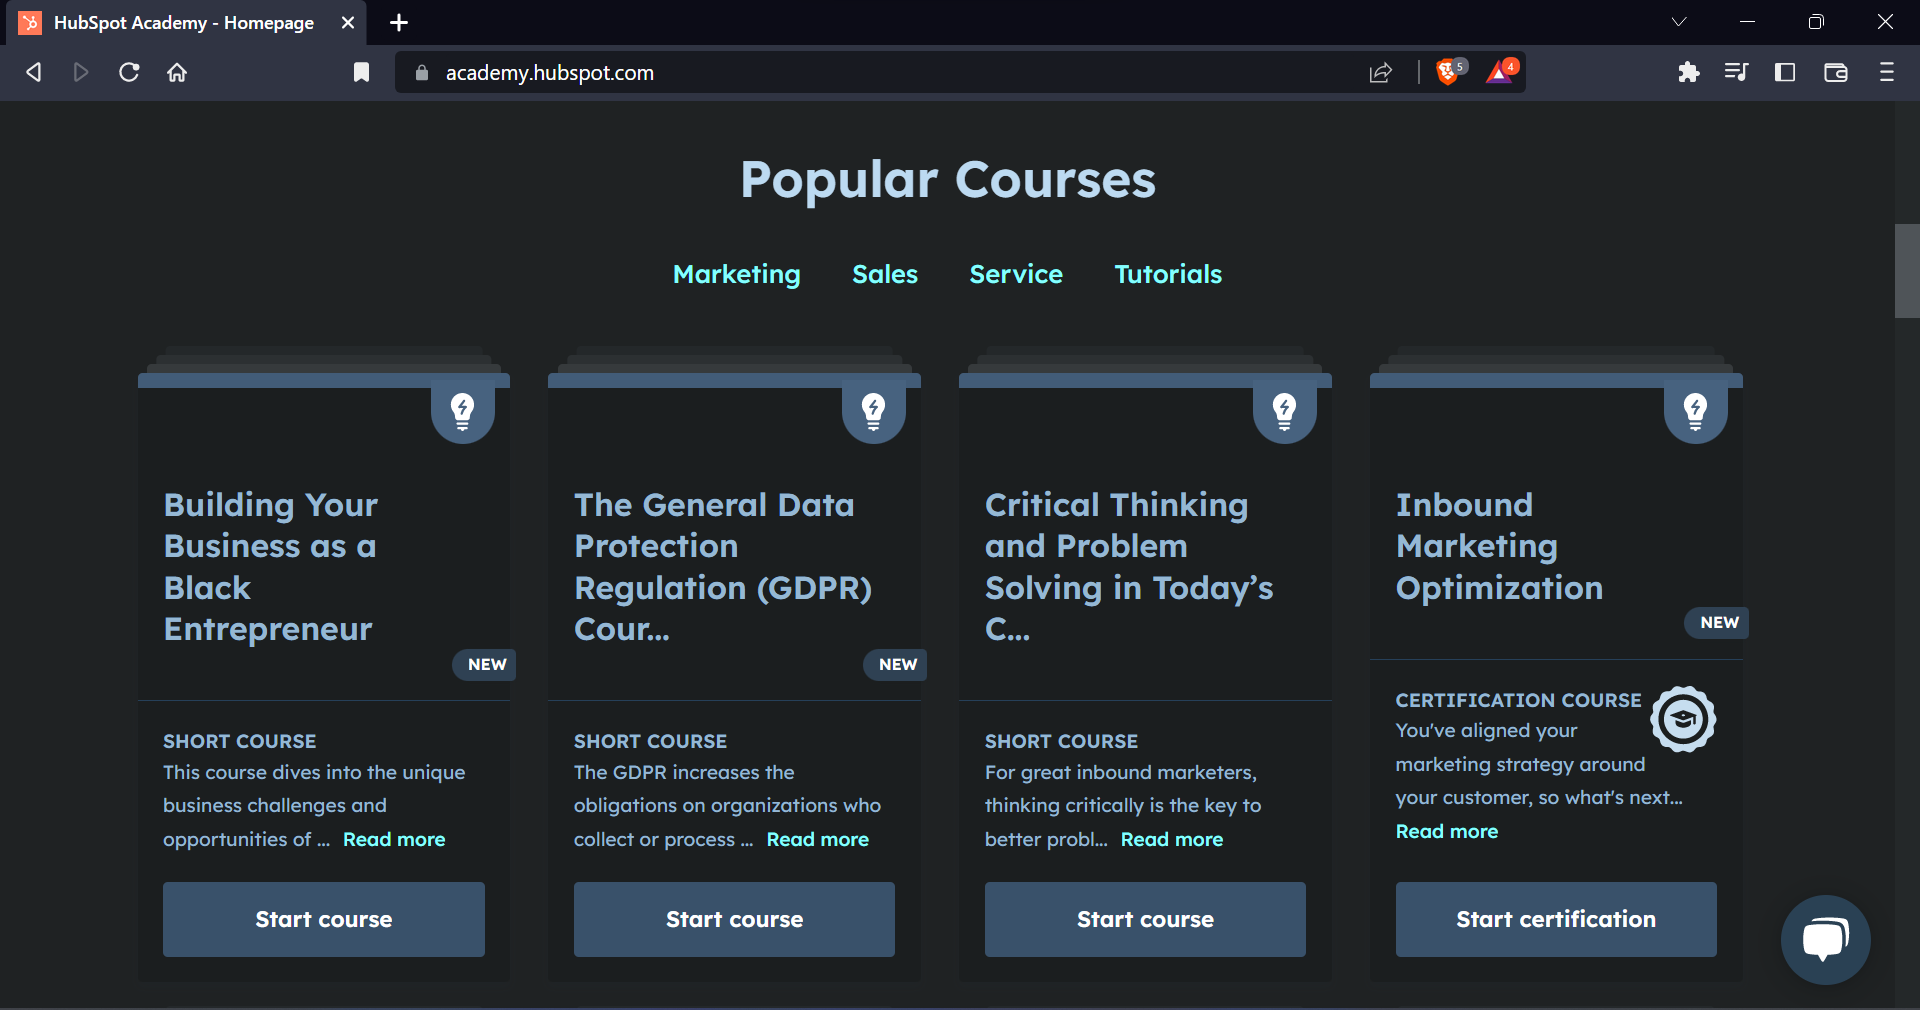 HubSpot Academy - Homepage
academy.hubspot.com
5
4
Popular Courses
Marketing Sales Service Tutorials
Building Your
Business as a
Black
Entrepreneur
NEW
SHORT COURSE
This course dives into the unique
business challenges and
opportunities of ... Read more
Start course
The General Data
Protection
Regulation (GDPR)
Cour...
NEW
SHORT COURSE
The GDPR increases the
obligations on organizations who
collect or process ... Read more
Start course
Critical Thinking
and Problem
Solving in Today’s
C...
SHORT COURSE
For great inbound marketers,
thinking critically is the key to
better probl... Read more
Start course
Inbound
Marketing
Optimization
NEW
CERTIFICATION COURSE
You've aligned your
marketing strategy around
your customer, so what's next...
Read more
Start certification